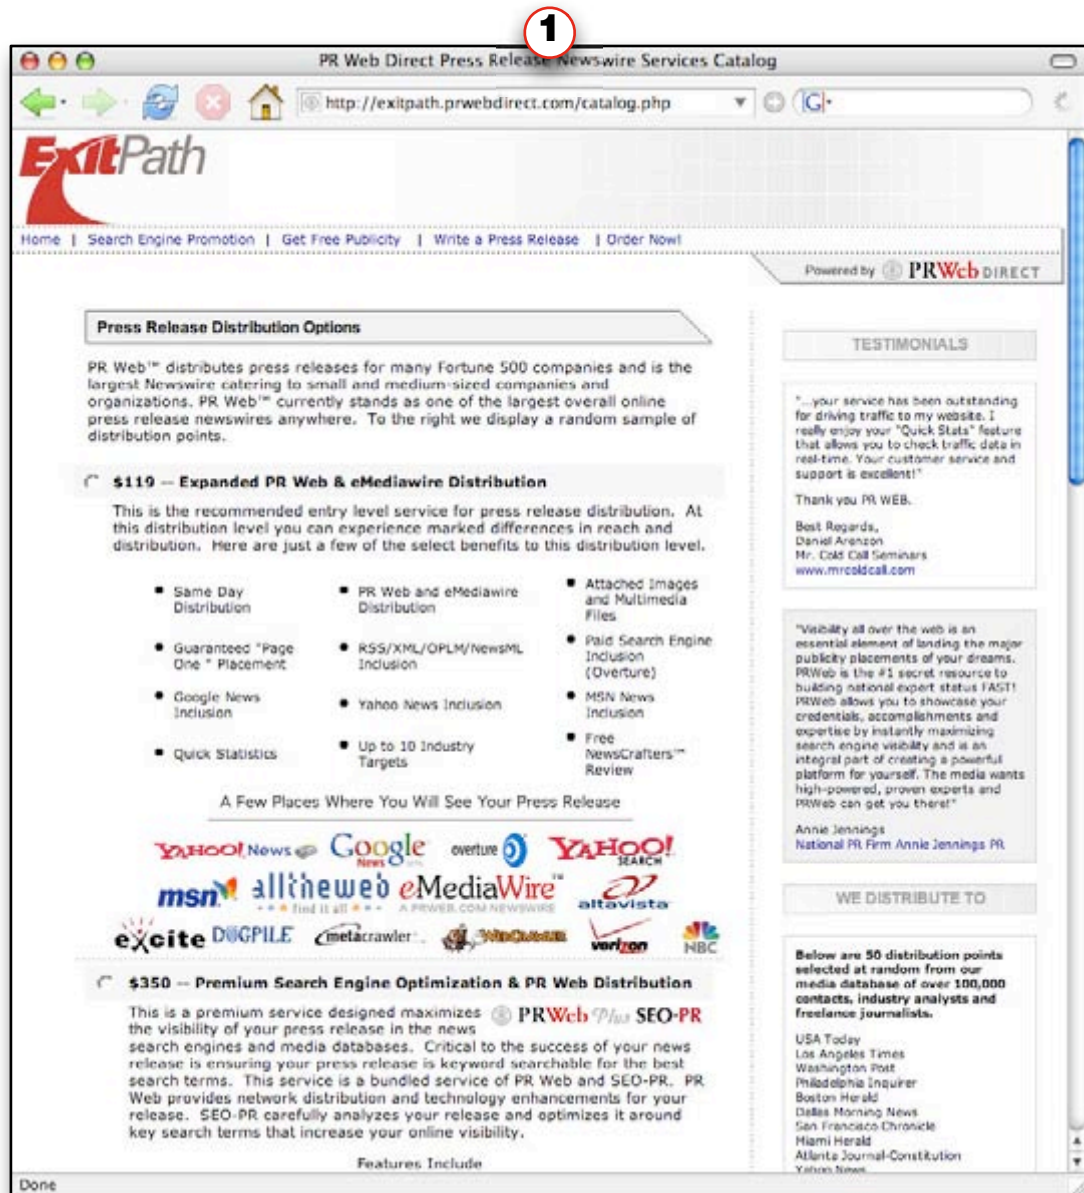 1
PR Web Direct Press Release Newswire Services Catalog
http://exitpath.prwebdirect.com/catalog.php
G
ExitPath
Home | Search Engine Promotion | Get Free Publicity | Write a Press Release | Order Now!
Powered by PRWeb DIRECT
Press Release Distribution Options
PR Web™ distributes press releases for many Fortune 500 companies and is the
largest Newswire catering to small and medium-sized companies and
organizations. PR Web™ currently stands as one of the largest overall online
press release newswires anywhere. To the right we display a random sample of
distribution points.
$119 -- Expanded PR Web & eMediawire Distribution
This is the recommended entry level service for press release distribution. At
this distribution level you can experience marked differences in reach and
distribution. Here are just a few of the select benefits to this distribution level.
Same Day
Distribution
Guaranteed "Page
One " Placement
Google News
Inclusion
Quick Statistics
PR Web and eMediawire
Distribution
RSS/XML/OPLM/NewsML
Inclusion
Yahoo News Inclusion
Up to 10 Industry
Targets
Attached Images
and Multimedia
Files
Paid Search Engine
Inclusion
(Overture)
MSN News
Inclusion
Free
NewsCrafters™
Review
A Few Places Where You Will See Your Press Release
YAHOO! News Google News overture YAHOO! SEARCH
msn alltheweb eMediaWire™ altavista
find it all A PRWEB.COM NEWSWIRE
excite DOGPILE metacrawler WebCrawler verizon NBC
$350 -- Premium Search Engine Optimization & PR Web Distribution
PRWeb Plus SEO-PR
This is a premium service designed maximizes
the visibility of your press release in the news
search engines and media databases. Critical to the success of your news
release is ensuring your press release is keyword searchable for the best
search terms. This service is a bundled service of PR Web and SEO-PR. PR
Web provides network distribution and technology enhancements for your
release. SEO-PR carefully analyzes your release and optimizes it around
key search terms that increase your online visibility.
Features Include
TESTIMONIALS
"...your service has been outstanding
for driving traffic to my website. I
really enjoy your "Quick Stats" feature
that allows you to check traffic data in
real-time. Your customer service and
support is excellent!"
Thank you PR WEB.
Best Regards,
Daniel Arenzon
Mr. Cold Call Seminars
www.mrcoldcall.com
"Visibility all over the web is an
essential element of landing the major
publicity placements of your dreams.
PRWeb is the #1 secret resource to
building national expert status FAST!
PRWeb allows you to showcase your
credentials, accomplishments and
expertise by instantly maximizing
search engine visibility and is an
integral part of creating a powerful
platform for yourself. The media wants
high-powered, proven experts and
PRWeb can get you there!"
Annie Jennings
National PR Firm Annie Jennings PR
WE DISTRIBUTE TO
Below are 50 distribution points
selected at random from our
media database of over 100,000
contacts, industry analysts and
freelance journalists.
USA Today
Los Angeles Times
Washington Post
Philadelphia Inquirer
Boston Herald
Dallas Morning News
San Francisco Chronicle
Miami Herald
Atlanta Journal-Constitution
Yahoo News
Done